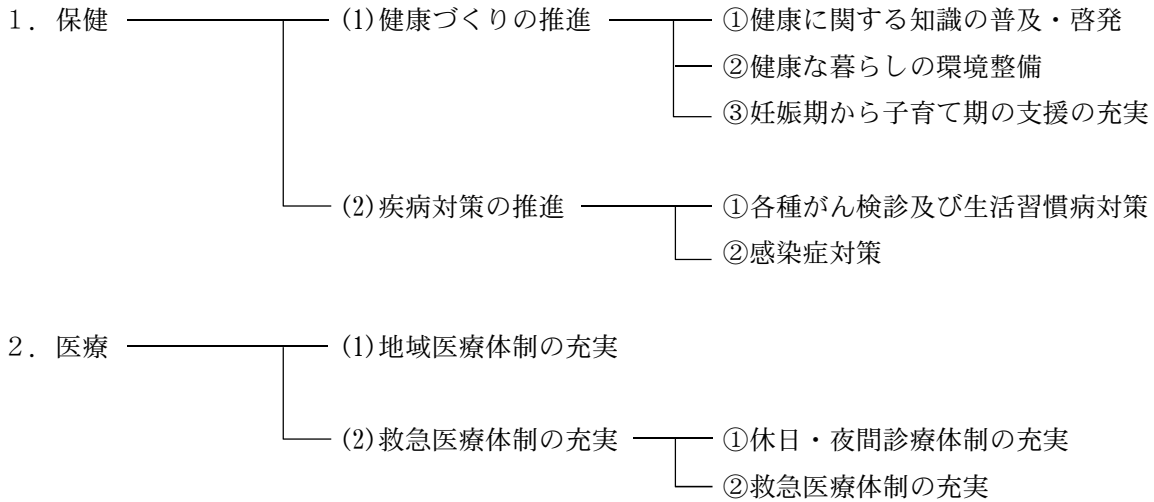 １．保健 (1)健康づくりの推進 ①健康に関する知識の普及・啓発
②健康な暮らしの環境整備
③妊娠期から子育て期の支援の充実
(2)疾病対策の推進 ①各種がん検診及び生活習慣病対策
②感染症対策
２．医療 (1)地域医療体制の充実
(2)救急医療体制の充実 ①休日・夜間診療体制の充実
②救急医療体制の充実